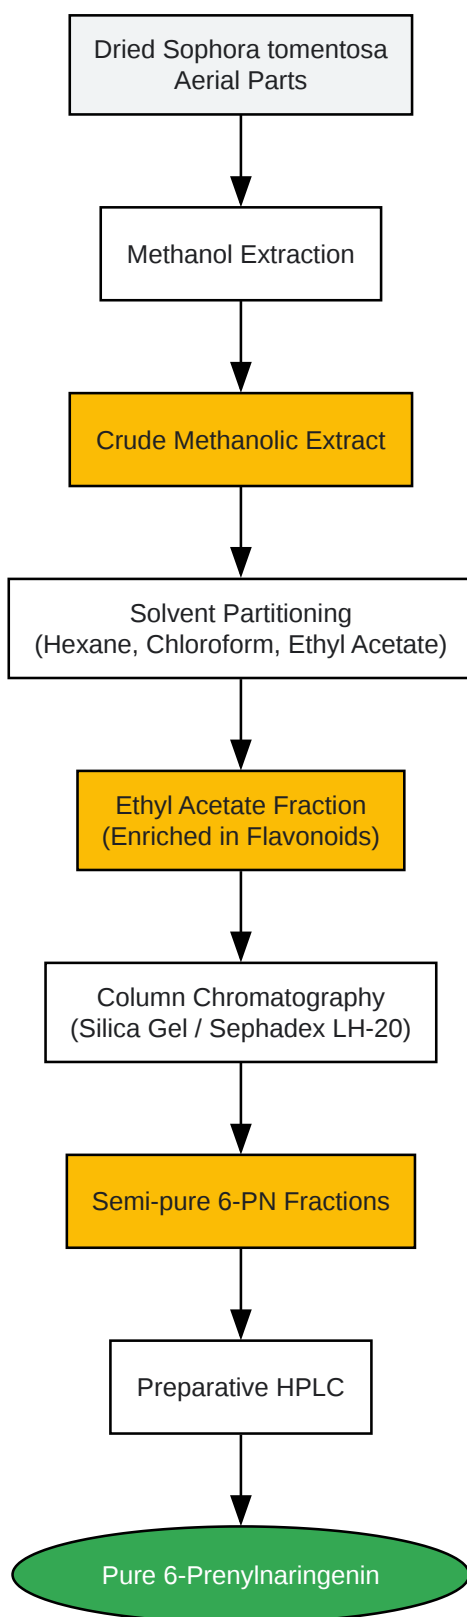 Dried Sophora tomentosa
Aerial Parts
Methanol Extraction
Crude Methanolic Extract
Solvent Partitioning
(Hexane, Chloroform, Ethyl Acetate)
Ethyl Acetate Fraction
(Enriched in Flavonoids)
Column Chromatography
(Silica Gel / Sephadex LH-20)
Semi-pure 6-PN Fractions
Preparative HPLC
Pure 6-Prenylnaringenin